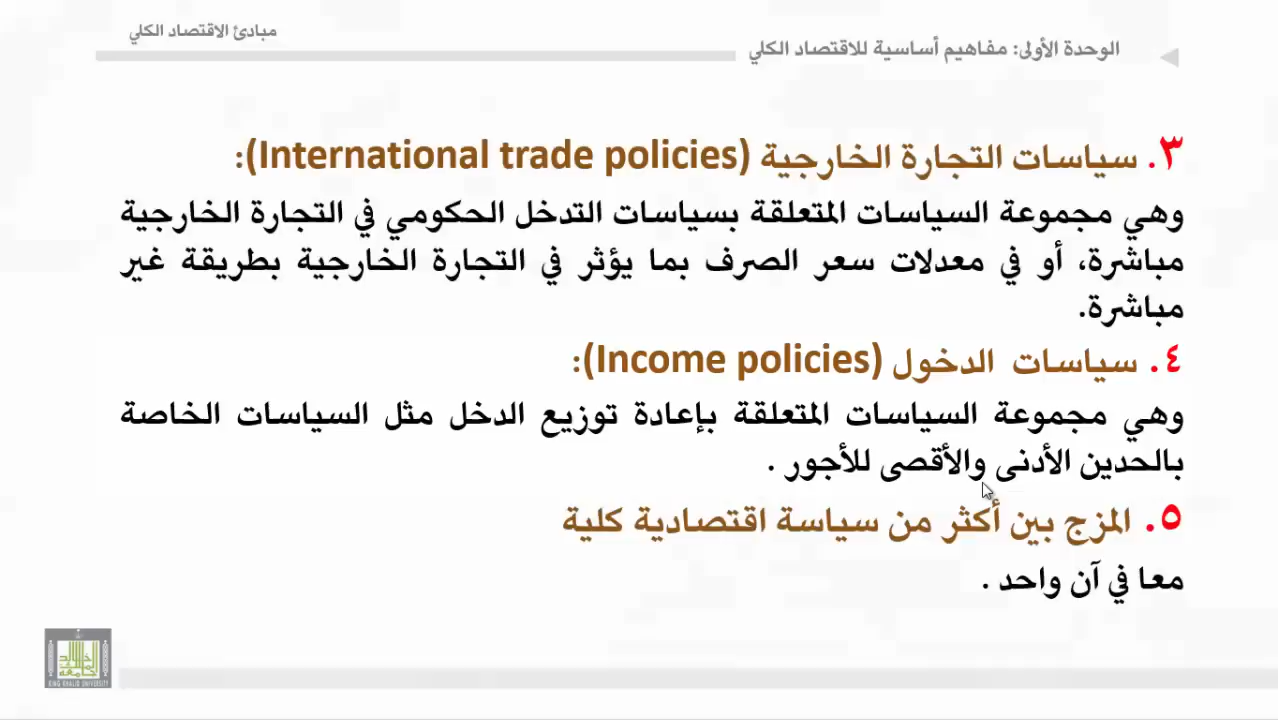 مبادئ الاقتصاد الكلي
الوحدة الأولى: مفاهيم أساسية للاقتصاد الكلي
٣. سياسات التجارة الخارجية (International trade policies):
وهي مجموعة السياسات المتعلقة بسياسات التدخل الحكومي في التجارة الخارجية
مباشرة، أو في معدلات سعر الصرف بما يؤثر في التجارة الخارجية بطريقة غير
مباشرة.
٤. سياسات الدخول (Income policies):
وهي مجموعة السياسات المتعلقة بإعادة توزيع الدخل مثل السياسات الخاصة
بالحدين الأدنى والأقصى للأجور .
٥. المزج بين أكثر من سياسة اقتصادية كلية
معا في آن واحد .
KING KHALID UNIVERSITY